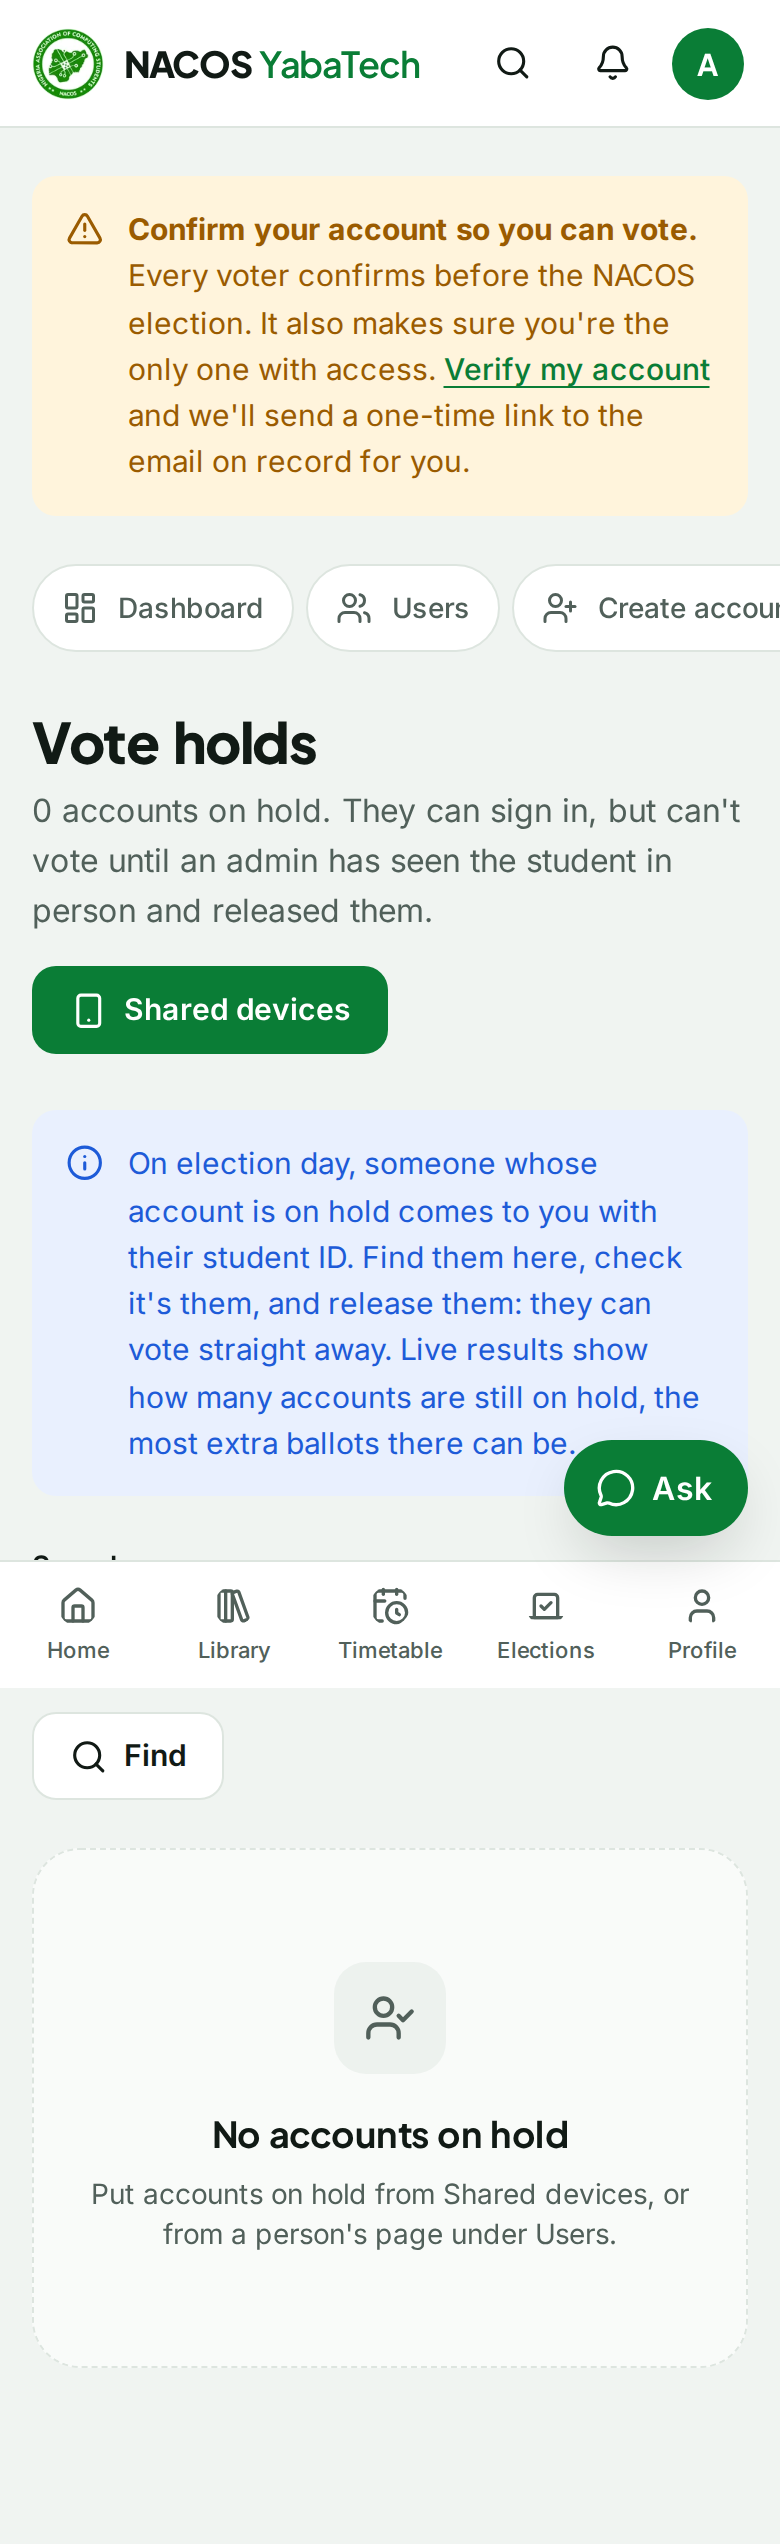 NIGERIA ASSOCIATION OF COMPUTING STUDENTS
NACOS
NACOS YabaTech
A
Confirm your account so you can vote.
Every voter confirms before the NACOS
election. It also makes sure you're the
only one with access. Verify my account
and we'll send a one-time link to the
email on record for you.
Dashboard
Users
Create accoun
Vote holds
0 accounts on hold. They can sign in, but can't
vote until an admin has seen the student in
person and released them.
Shared devices
On election day, someone whose
account is on hold comes to you with
their student ID. Find them here, check
it's them, and release them: they can
vote straight away. Live results show
how many accounts are still on hold, the
most extra ballots there can be.
Ask
Home
Library
Timetable
Elections
Profile
Find
No accounts on hold
Put accounts on hold from Shared devices, or
from a person's page under Users.